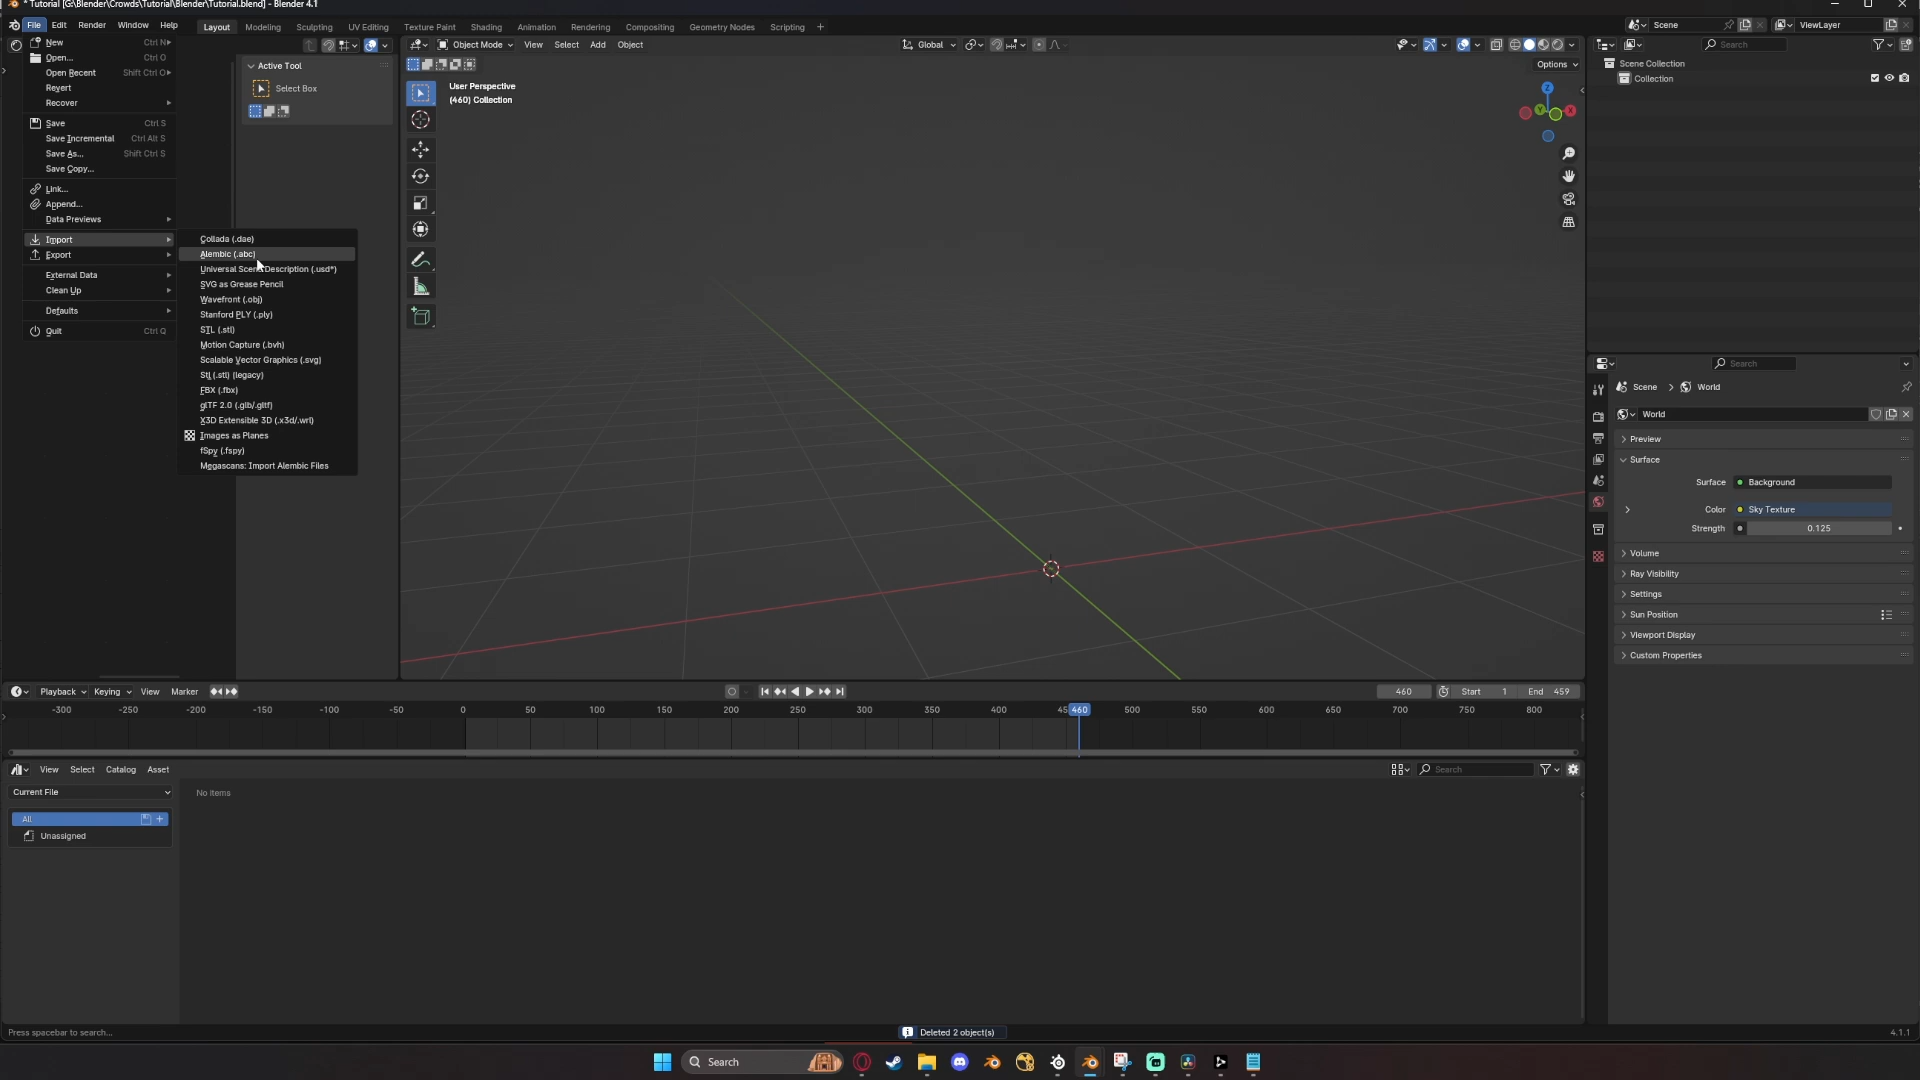 * Tutorial [G:\Blender\Crowds\Tutorial\Blender\Tutorial.blend] - Blender 4.1
File Edit Render Window Help
Layout Modeling Sculpting UV Editing Texture Paint Shading Animation Rendering Compositing Geometry Nodes Scripting +
Scene
ViewLayer
New Ctrl N
Open... Ctrl O
Open Recent Shift Ctrl O
Revert
Recover
Save Ctrl S
Save Incremental Ctrl Alt S
Save As... Shift Ctrl S
Save Copy...
Link...
Append...
Data Previews
Import
Export
External Data
Clean Up
Defaults
Quit Ctrl Q
Collada (.dae)
Alembic (.abc)
Universal Scene Description (.usd*)
SVG as Grease Pencil
Wavefront (.obj)
Stanford PLY (.ply)
STL (.stl)
Motion Capture (.bvh)
Scalable Vector Graphics (.svg)
Stl (.stl) (legacy)
FBX (.fbx)
glTF 2.0 (.glb/.gltf)
X3D Extensible 3D (.x3d/.wrl)
Images as Planes
fSpy (.fspy)
Megascans: Import Alembic Files
Active Tool
Select Box
Object Mode View Select Add Object
Global
Options
User Perspective
(460) Collection
Z
Y
X
Search
Scene Collection
Collection
Search
Scene > World
World
Preview
Surface
Surface Background
Color Sky Texture
Strength 0.125
Volume
Ray Visibility
Settings
Sun Position
Viewport Display
Custom Properties
Playback Keying View Marker
460 Start 1 End 459
-300 -250 -200 -150 -100 -50 0 50 100 150 200 250 300 350 400 45 460 500 550 600 650 700 750 800
View Select Catalog Asset
Search
Current File
No items
All
Unassigned
Press spacebar to search...
Deleted 2 object(s)
4.1.1
Search